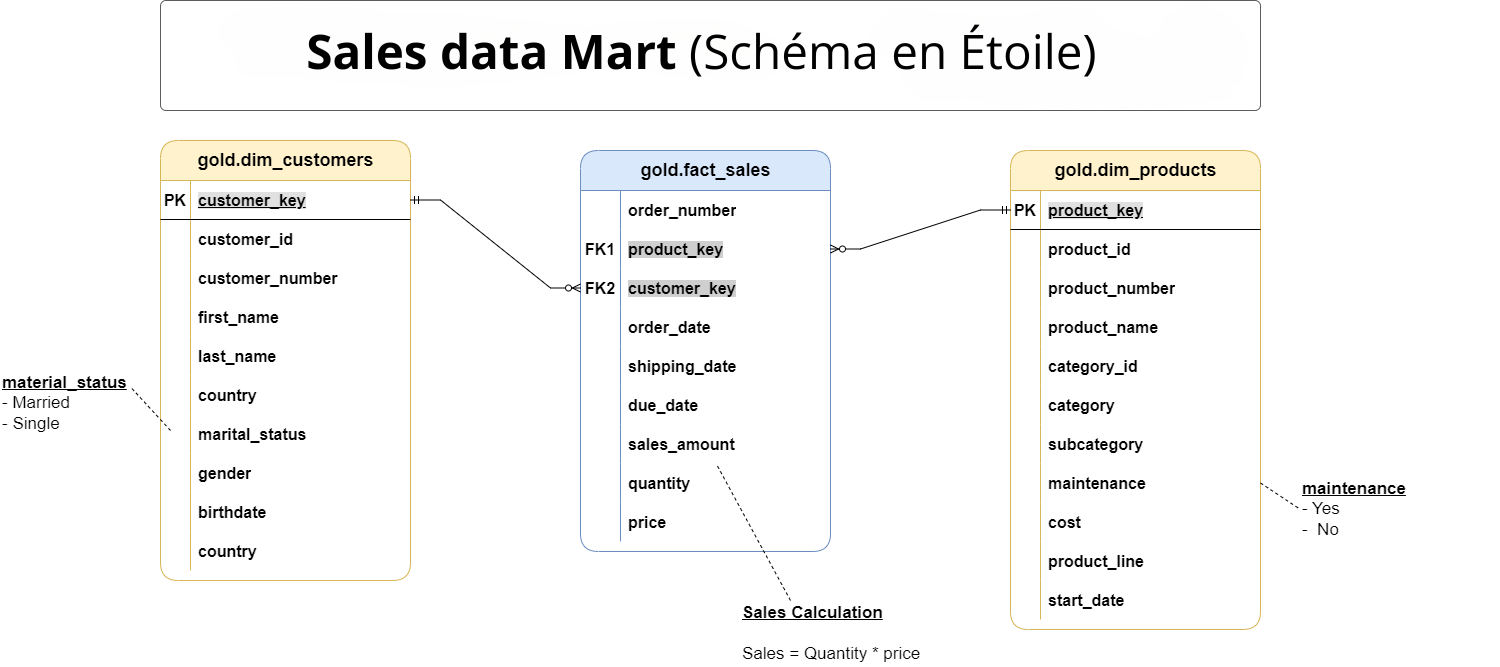 Sales data Mart (Schéma en Étoile)
gold.dim_customers
PK customer_key
customer_id
customer_number
first_name
last_name
country
marital_status
gender
birthdate
country
material_status
- Married
- Single
gold.fact_sales
order_number
FK1 product_key
FK2 customer_key
order_date
shipping_date
due_date
sales_amount
quantity
price
Sales Calculation
Sales = Quantity * price
gold.dim_products
PK product_key
product_id
product_number
product_name
category_id
category
subcategory
maintenance
cost
product_line
start_date
maintenance
- Yes
- No